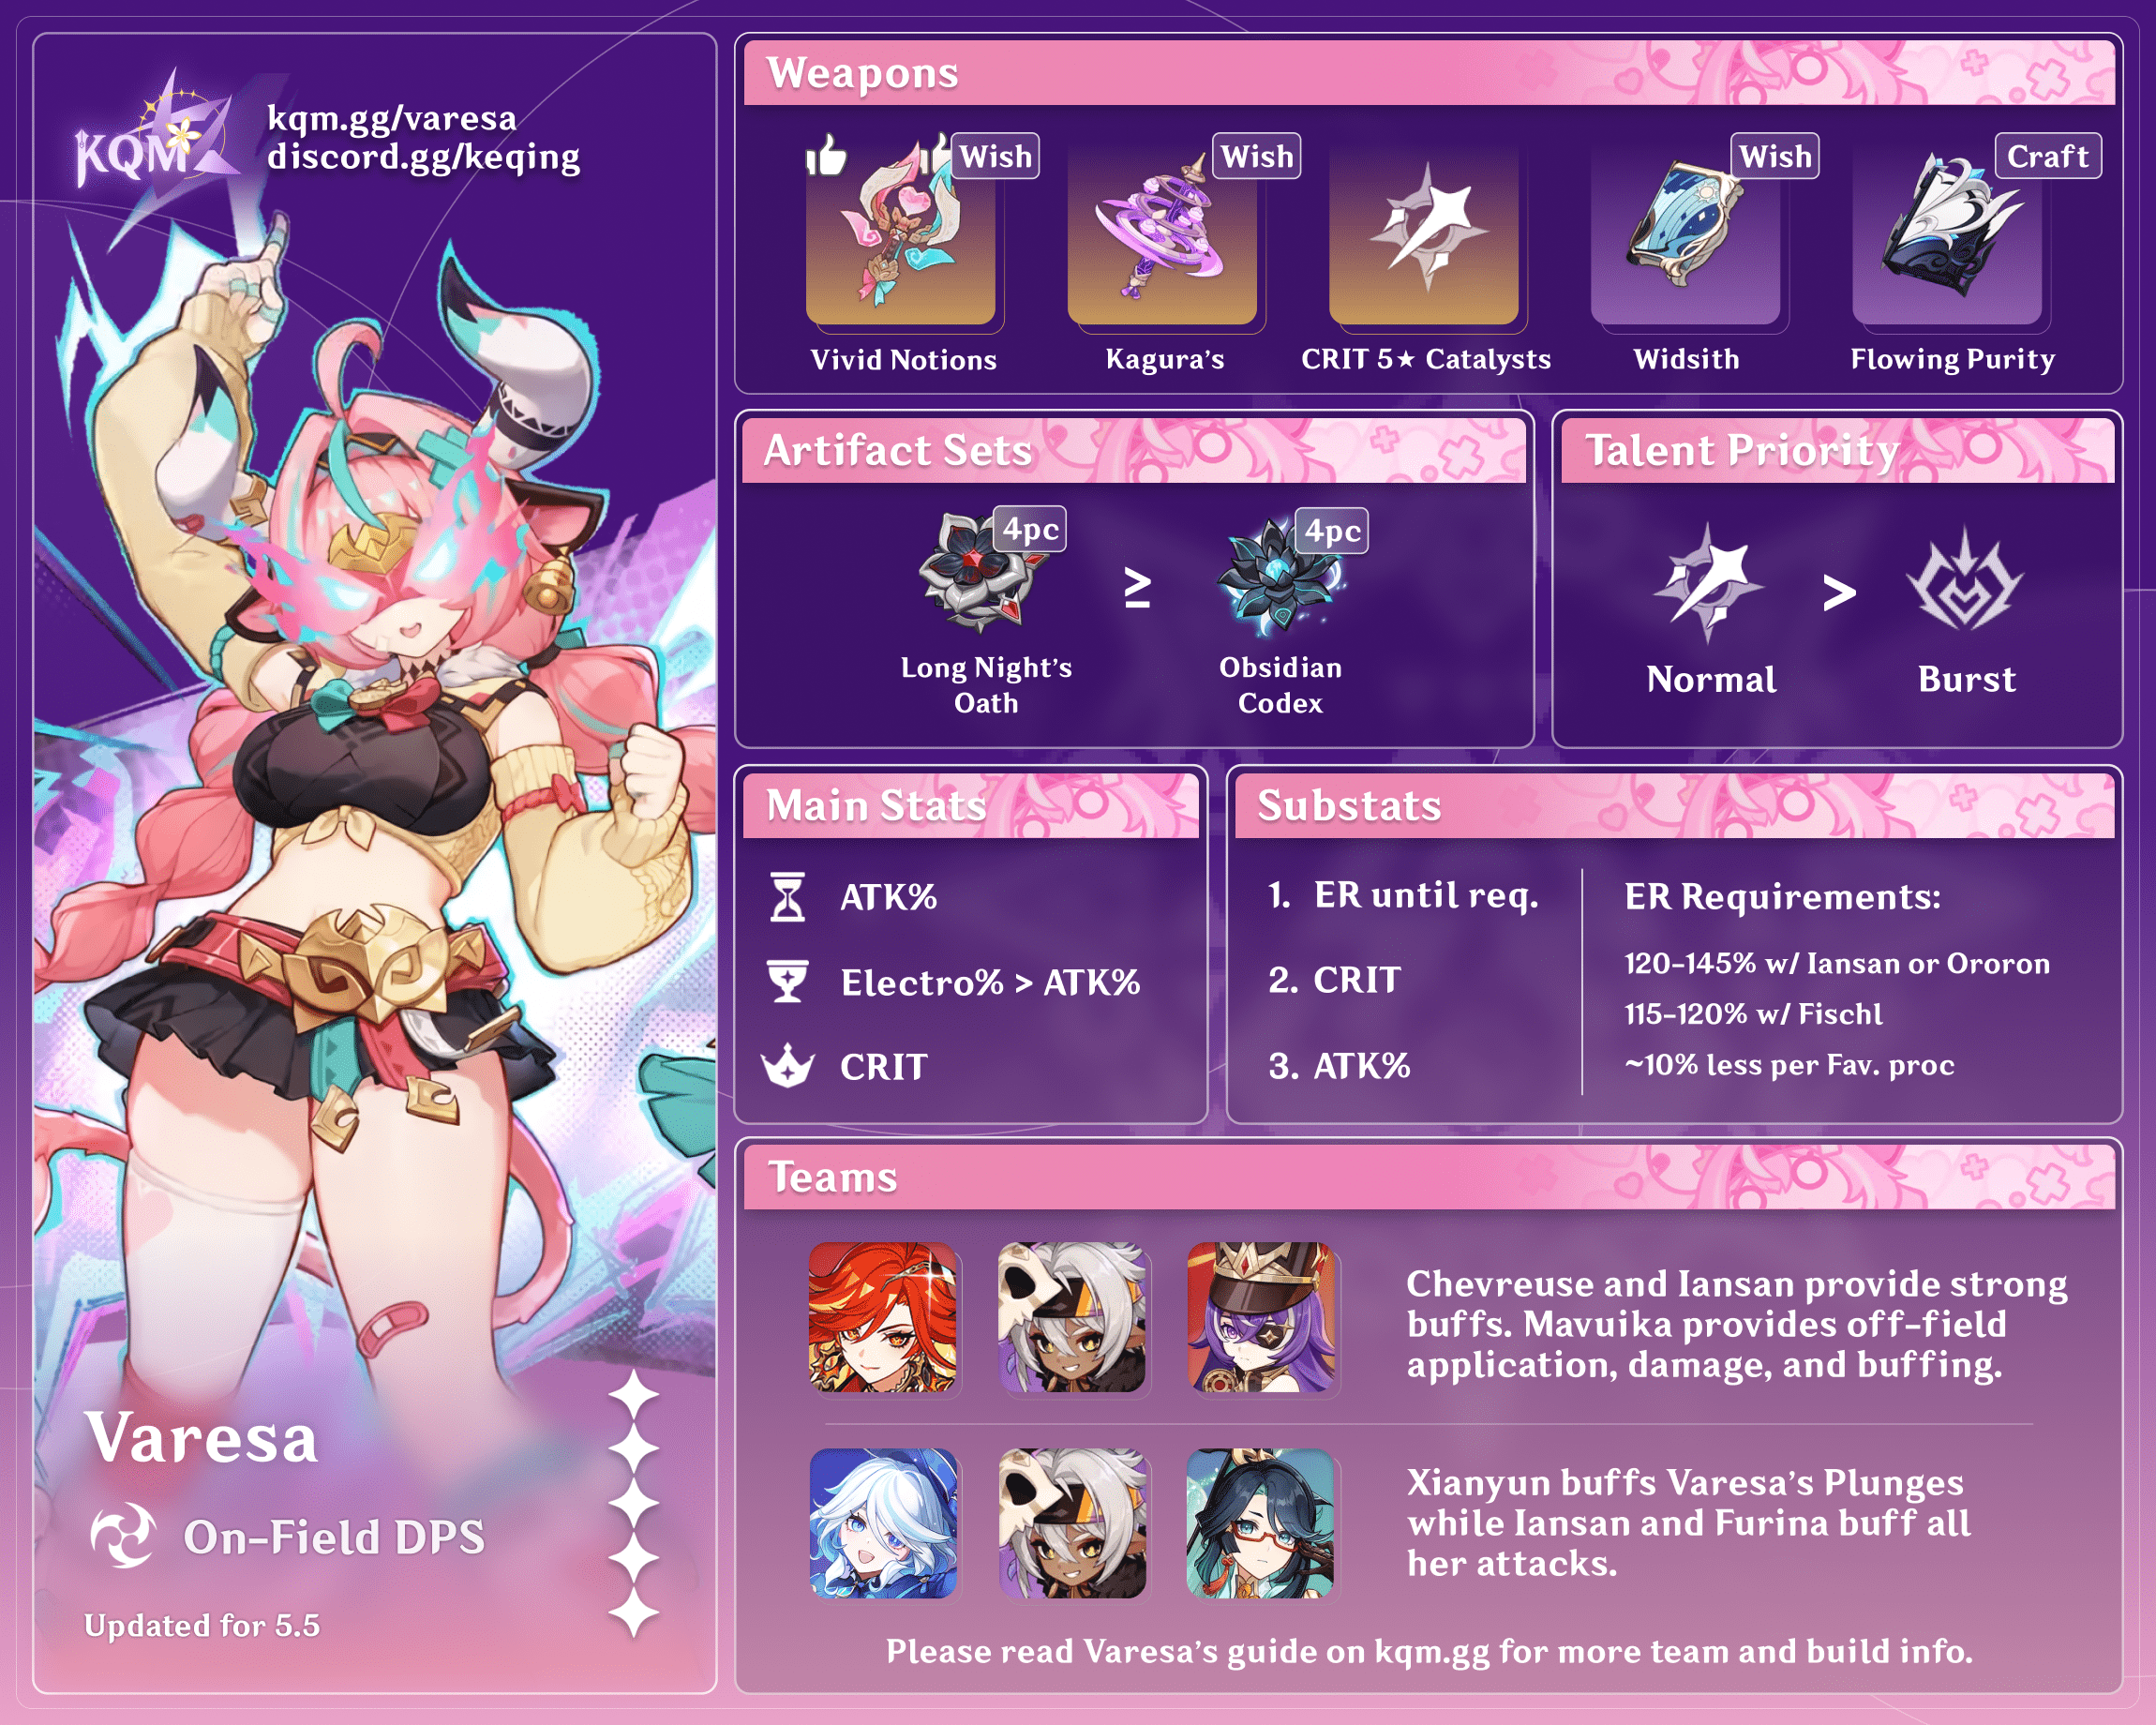 KQM
kqm.gg/varesa
discord.gg/keqing
Varesa
On-Field DPS
Updated for 5.5
Weapons
Wish
Wish
Wish
Craft
Vivid Notions
Kagura's
CRIT 5★ Catalysts
Widsith
Flowing Purity
Artifact Sets
4pc
≥
4pc
Long Night's
Oath
Obsidian
Codex
Talent Priority
>
Normal
Burst
Main Stats
ATK%
Electro% > ATK%
CRIT
Substats
1. ER until req.
2. CRIT
3. ATK%
ER Requirements:
120-145% w/ Iansan or Ororon
115-120% w/ Fischl
~10% less per Fav. proc
Teams
Chevreuse and Iansan provide strong
buffs. Mavuika provides off-field
application, damage, and buffing.
Xianyun buffs Varesa's Plunges
while Iansan and Furina buff all
her attacks.
Please read Varesa's guide on kqm.gg for more team and build info.